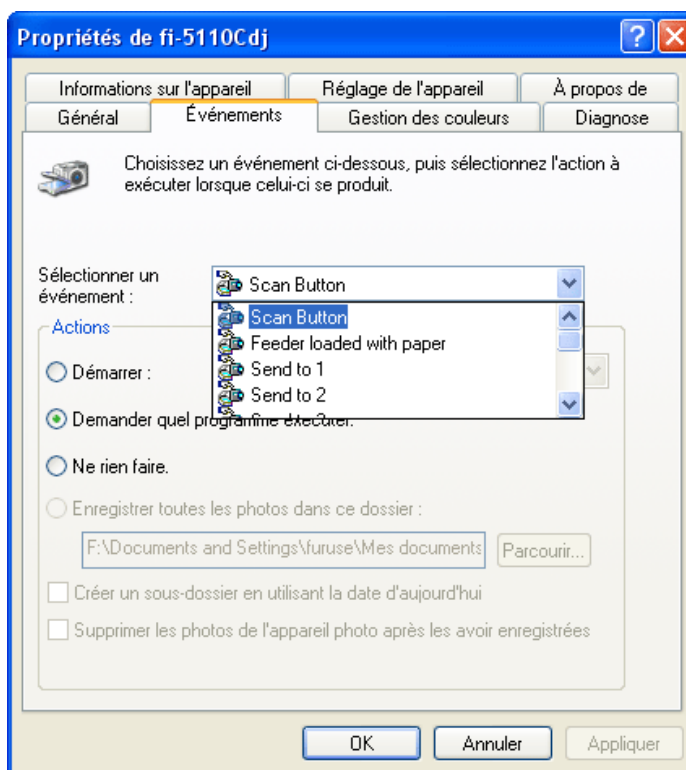 Propriétés de fi-5110Cdj
Informations sur l'appareil
Réglage de l'appareil
À propos de
Général
Événements
Gestion des couleurs
Diagnose
Choisissez un événement ci-dessous, puis sélectionnez l'action à
exécuter lorsque celui-ci se produit.
Sélectionner un
événement :
Scan Button
Scan Button
Feeder loaded with paper
Send to 1
Send to 2
Actions
Démarrer :
Demander quel programme exécuter.
Ne rien faire.
Enregistrer toutes les photos dans ce dossier :
F:\Documents and Settings\furuse\Mes documents
Parcourir...
Créer un sous-dossier en utilisant la date d'aujourd'hui
Supprimer les photos de l'appareil photo après les avoir enregistrées
OK
Annuler
Appliquer